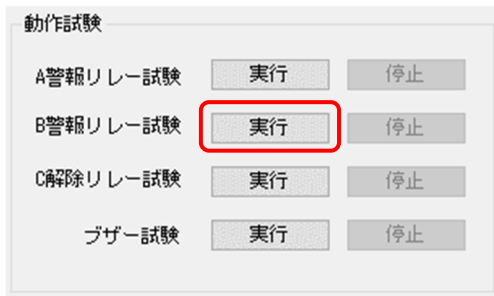 動作試験
A警報リレー試験 実行 停止
B警報リレー試験 実行 停止
C解除リレー試験 実行 停止
ブザー試験 実行 停止